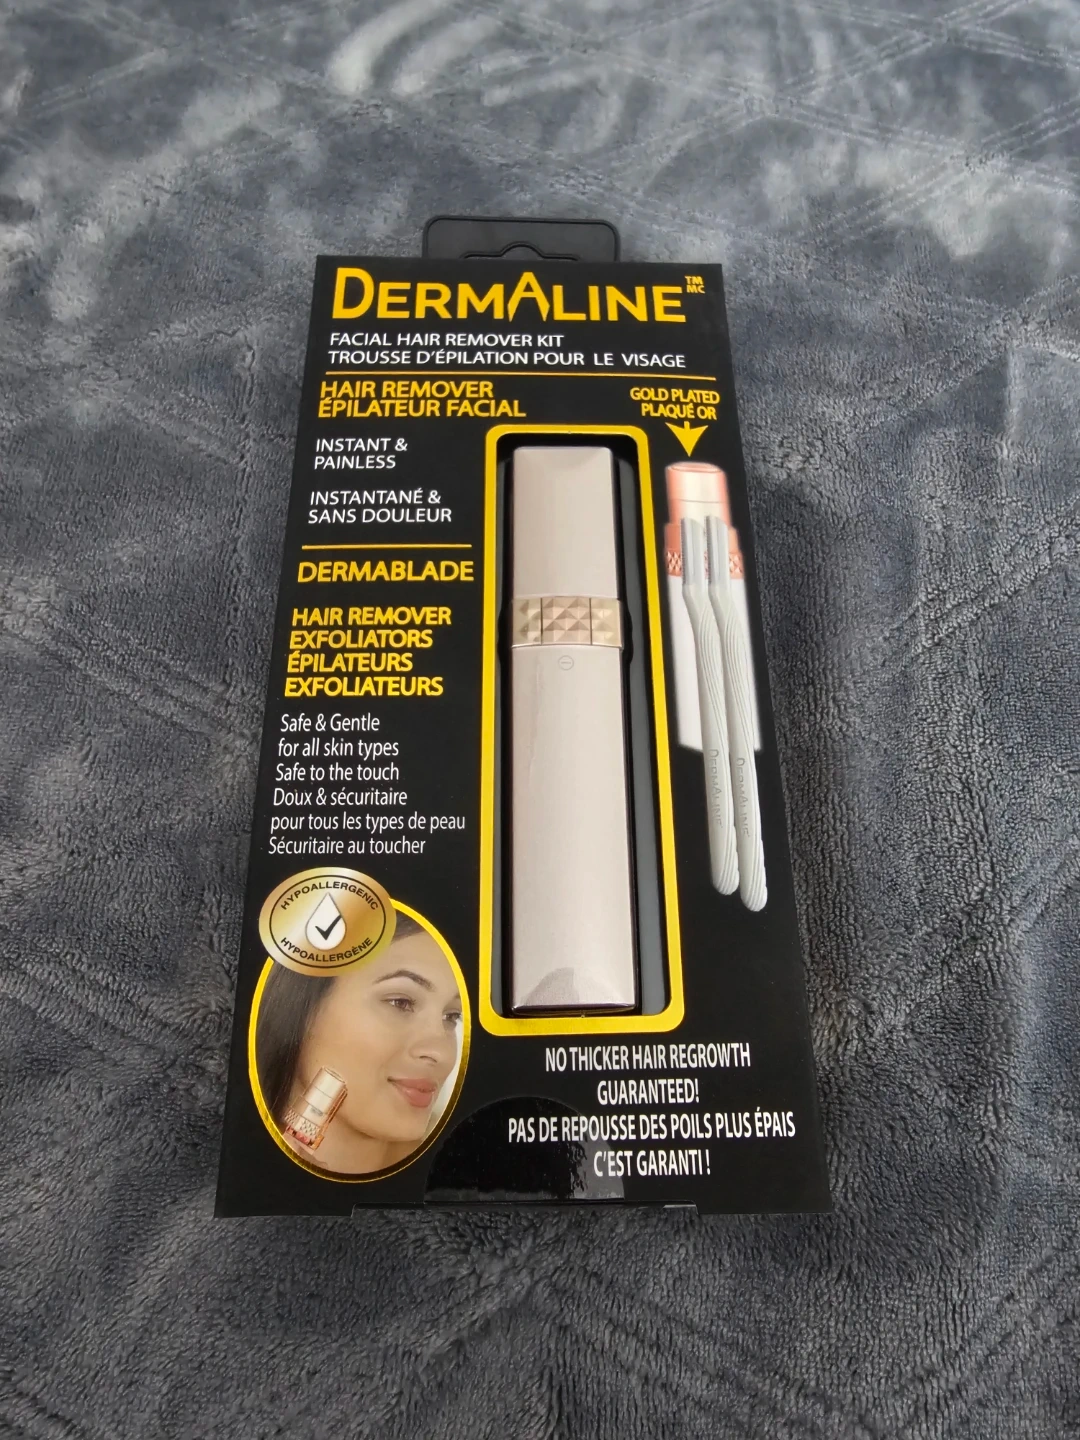 DERMALINE TM MC
FACIAL HAIR REMOVER KIT
TROUSSE D'ÉPILATION POUR LE VISAGE
HAIR REMOVER
ÉPILATEUR FACIAL
GOLD PLATED
PLAQUÉ OR
INSTANT &
PAINLESS
INSTANTANÉ &
SANS DOULEUR
DERMABLADE
HAIR REMOVER
EXFOLIATORS
ÉPILATEURS
EXFOLIATEURS
Safe & Gentle
for all skin types
Safe to the touch
Doux & sécuritaire
pour tous les types de peau
Sécuritaire au toucher
DERMALINE
DERMALINE
HYPOALLERGENIC
HYPOALLERGÈNE
NO THICKER HAIR REGROWTH
GUARANTEED!
PAS DE REPOUSSE DES POILS PLUS ÉPAIS
C'EST GARANTI !